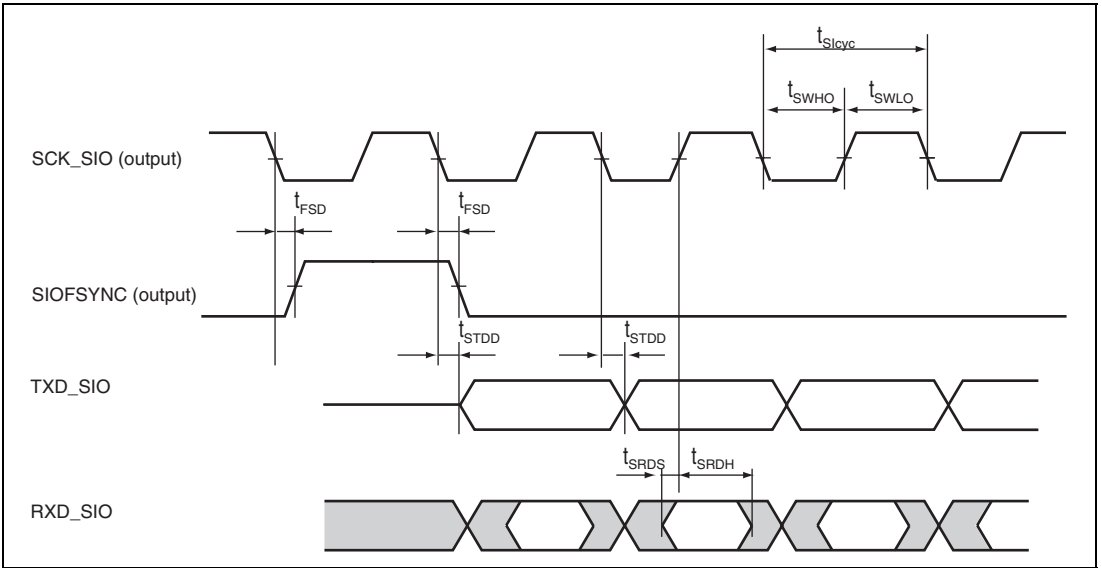 tSIcyc
tSWHO tSWLO
SCK_SIO (output)
tFSD tFSD
SIOFSYNC (output)
tSTDD tSTDD
TXD_SIO
tSRDS tSRDH
RXD_SIO